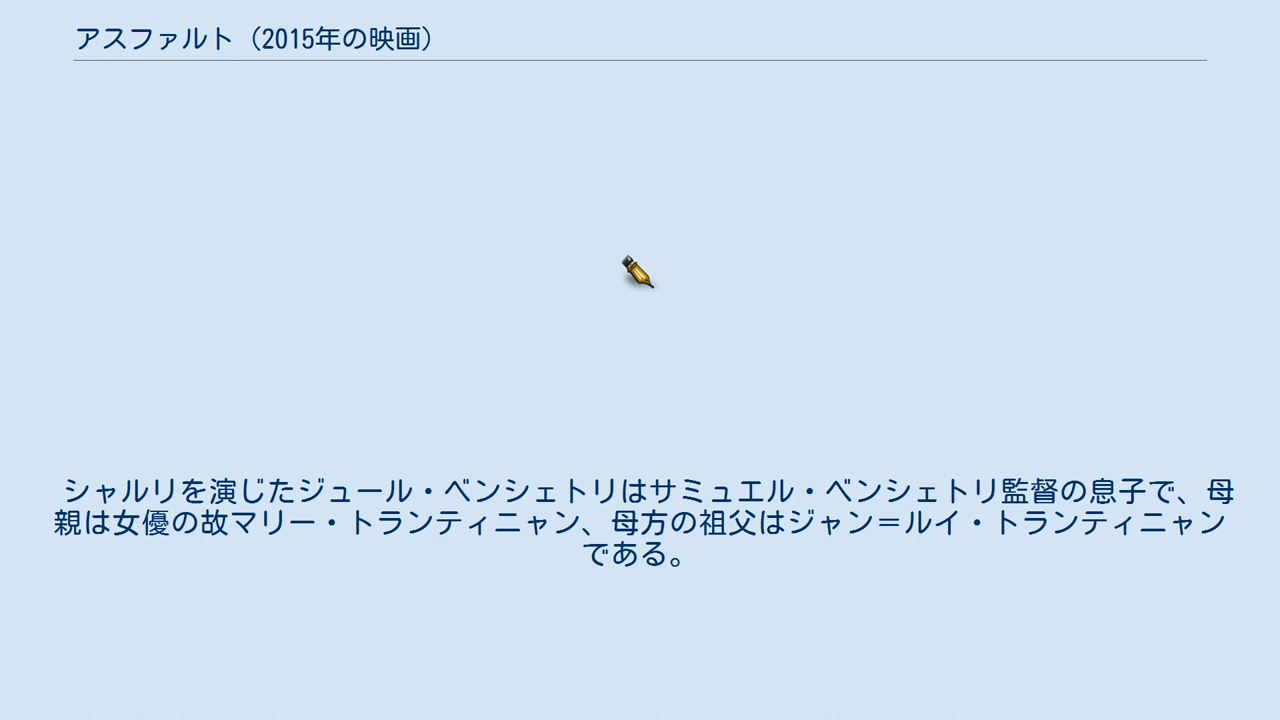 アスファルト（2015年の映画）
シャルリを演じたジュール・ベンシェトリはサミュエル・ベンシェトリ監督の息子で、母
親は女優の故マリー・トランティニャン、母方の祖父はジャン＝ルイ・トランティニャン
である。